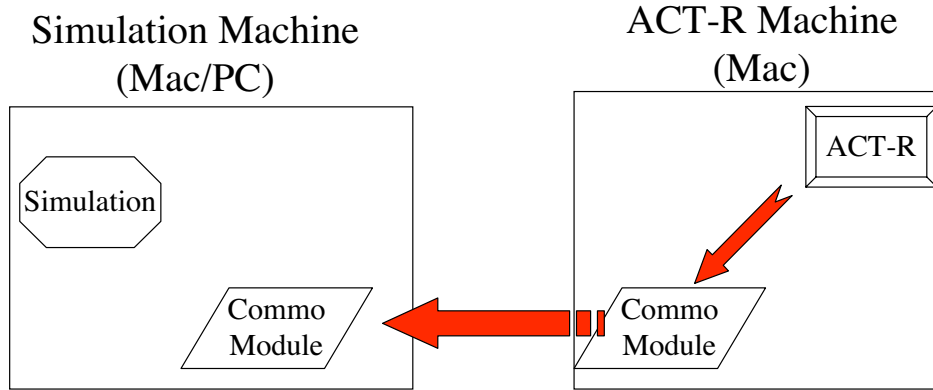 Simulation Machine
(Mac/PC)
ACT-R Machine
(Mac)
ACT-R
Simulation
Commo
Module
Commo
Module